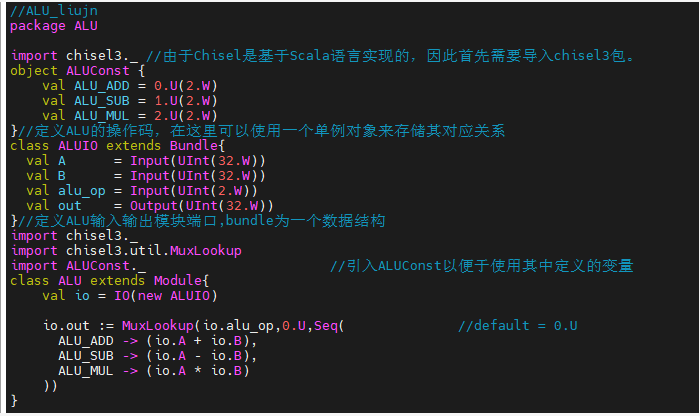 //ALU_liujn
package ALU
import chisel3._ //由于Chisel是基于Scala语言实现的，因此首先需要导入chisel3包。
object ALUConst {
    val ALU_ADD = 0.U(2.W)
    val ALU_SUB = 1.U(2.W)
    val ALU_MUL = 2.U(2.W)
}//定义ALU的操作码，在这里可以使用一个单例对象来存储其对应关系
class ALUIO extends Bundle{
  val A      = Input(UInt(32.W))
  val B      = Input(UInt(32.W))
  val alu_op = Input(UInt(2.W))
  val out    = Output(UInt(32.W))
}//定义ALU输入输出模块端口,bundle为一个数据结构
import chisel3._
import chisel3.util.MuxLookup
import ALUConst._                       //引入ALUConst以便于使用其中定义的变量
class ALU extends Module{
    val io = IO(new ALUIO)
    io.out := MuxLookup(io.alu_op,0.U,Seq(              //default = 0.U
      ALU_ADD -> (io.A + io.B),
      ALU_SUB -> (io.A - io.B),
      ALU_MUL -> (io.A * io.B)
    ))
}